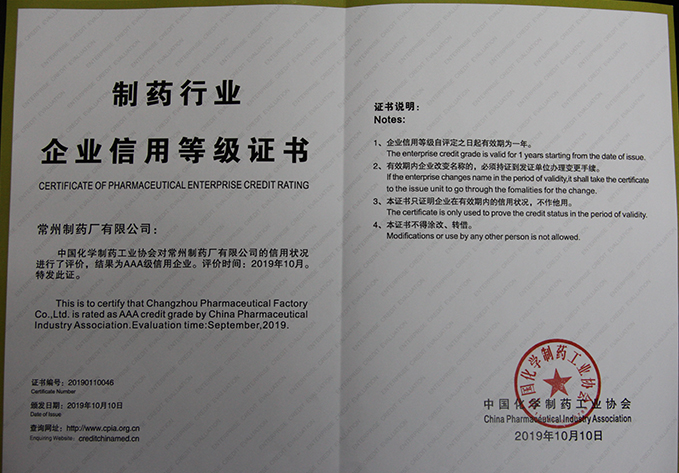 制药行业
企业信用等级证书
CERTIFICATE OF PHARMACEUTICAL ENTERPRISE CREDIT RATING
常州制药厂有限公司：
中国化学制药工业协会对常州制药厂有限公司的信用状况
进行了评价，结果为AAA级信用企业。评价时间：2019年10月。
特发此证。
This is to certify that Changzhou Pharmaceutical Factory
Co.,Ltd. is rated as AAA credit grade by China Pharmaceutical
Industry Association.Evaluation time:September,2019.
证书编号：20190110046
Certificate Number
颁发日期：2019年10月10日
Date of Issue
查询网址：http://www.cpia.org.cn
Enquiring Website： creditchinamed.cn
证书说明：
Notes:
1、企业信用等级自评定之日起有效期为一年。
The enterprise credit grade is valid for 1 years starting from the date of issue.
2、有效期内企业改变名称的，必须持证到发证单位办理变更手续。
If the enterprise changes name in the period of validity,it shall take the certificate
to the issue unit to go through the fomalities for the change.
3、本证书只证明企业在有效期内的信用状况，不作他用。
The certificate is only used to prove the credit status in the period of validity.
4、本证书不得涂改、转借。
Modifications or use by any other person is not allowed.
中国化学制药工业协会
中国化学制药工业协会
China Pharmaceutical Industry Association
2019年10月10日